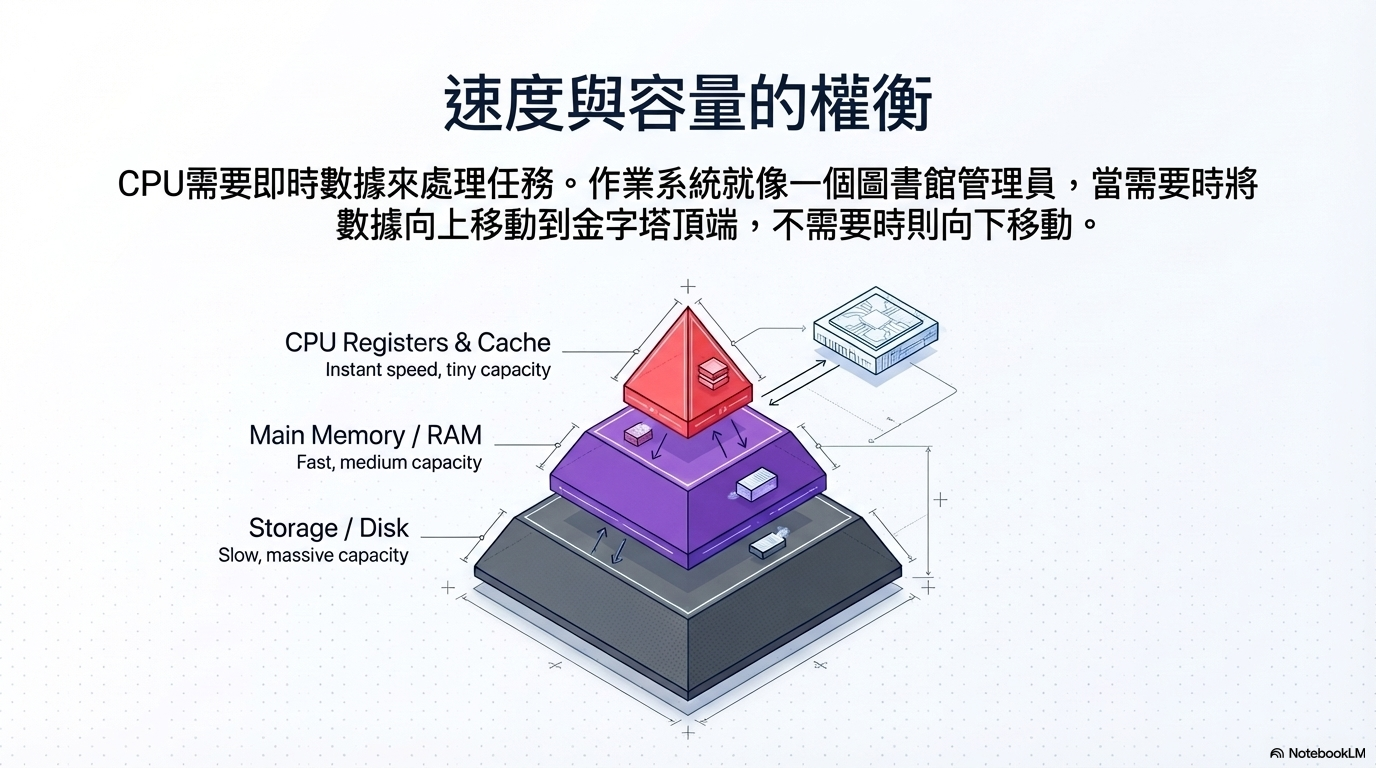 速度與容量的權衡
CPU需要即時數據來處理任務。作業系統就像一個圖書館管理員，當需要時將
數據向上移動到金字塔頂端，不需要時則向下移動。
CPU Registers & Cache
Instant speed, tiny capacity
Main Memory / RAM
Fast, medium capacity
Storage / Disk
Slow, massive capacity
NotebookLM